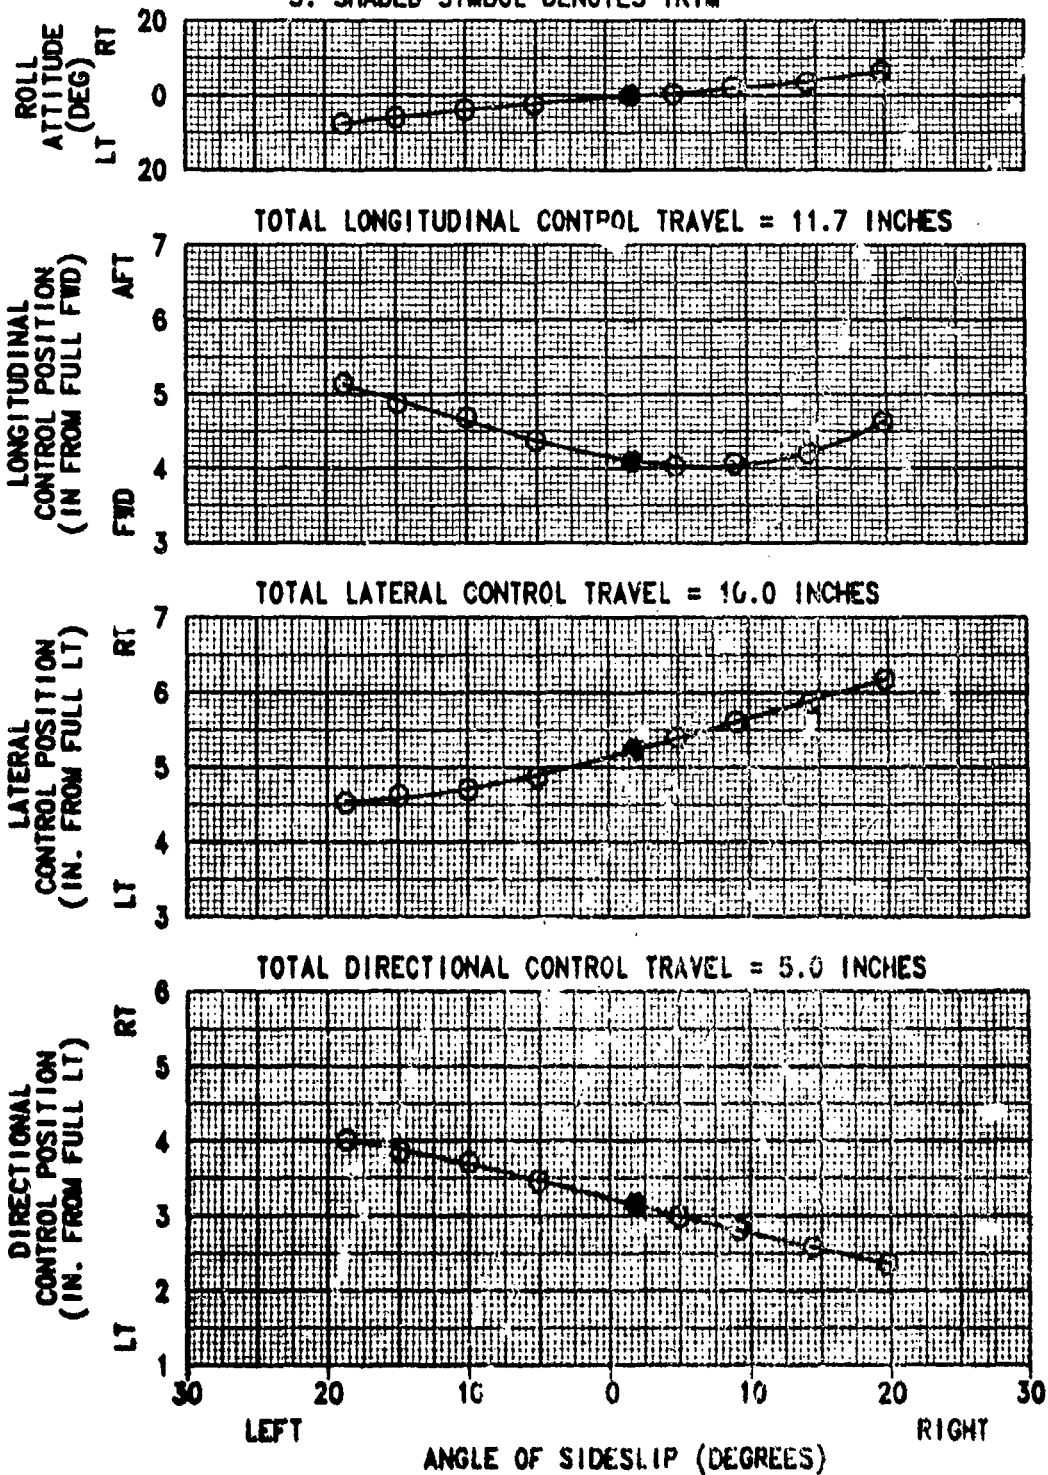 3. SHADED SYMBOL DENOTES TRIM
ROLL
ATTITUDE
(DEG)
LT RT
20
0
20
TOTAL LONGITUDINAL CONTROL TRAVEL = 11.7 INCHES
LONGITUDINAL
CONTROL POSITION
(IN FROM FULL FWD)
FWD AFT
7
6
5
4
3
TOTAL LATERAL CONTROL TRAVEL = 10.0 INCHES
LATERAL
CONTROL POSITION
(IN. FROM FULL LT)
LT RT
7
6
5
4
3
TOTAL DIRECTIONAL CONTROL TRAVEL = 5.0 INCHES
DIRECTIONAL
CONTROL POSITION
(IN. FROM FULL LT)
LT RT
6
5
4
3
2
1
30 20 10 0 10 20 30
LEFT RIGHT
ANGLE OF SIDESLIP (DEGREES)